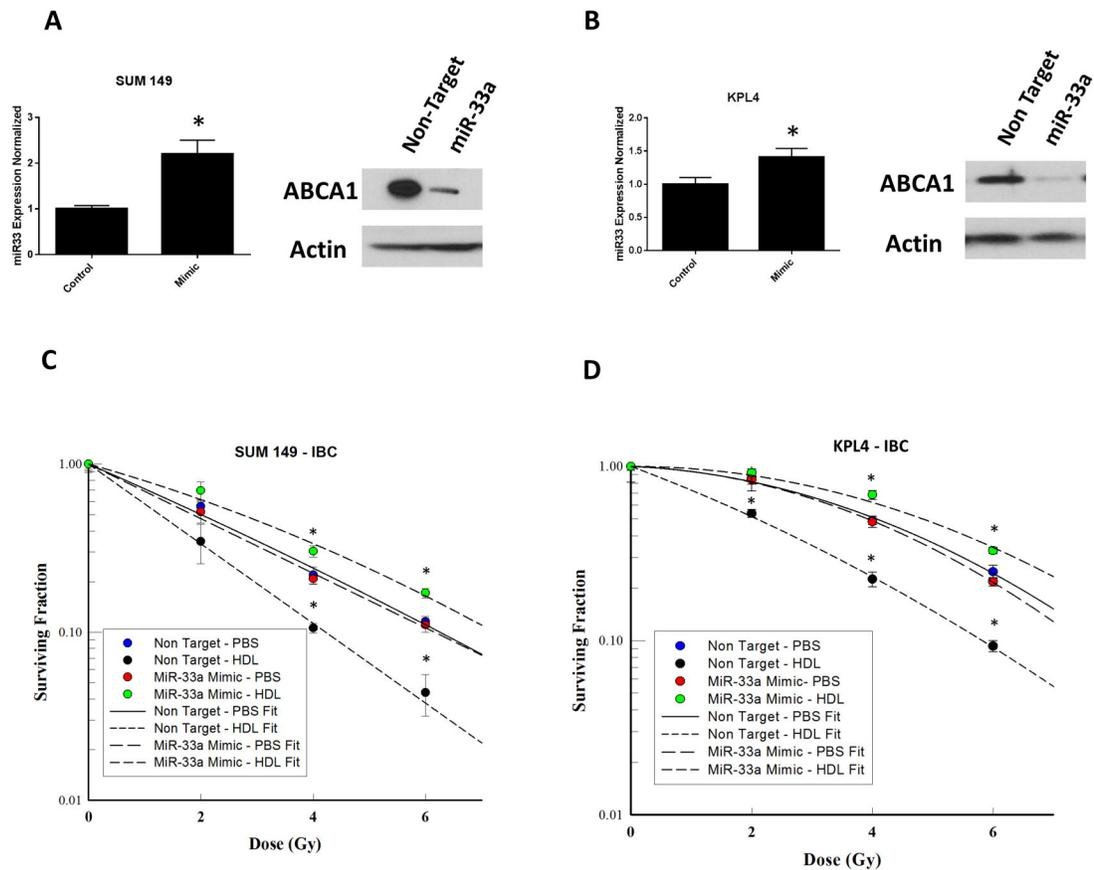 A
SUM 149
miR33 Expression Normalized
3
2
1
0
Control
Mimic
*
Non-Target
miR-33a
ABCA1
Actin
B
KPL4
miR33 Expression Normalized
2.0
1.5
1.0
0.5
0.0
Control
Mimic
*
Non Target
miR-33a
ABCA1
Actin
C
SUM 149 - IBC
Surviving Fraction
1.00
0.10
0.01
*
*
*
*
Non Target - PBS
Non Target - HDL
MiR-33a Mimic - PBS
MiR-33a Mimic - HDL
Non Target - PBS Fit
Non Target - HDL Fit
MiR-33a Mimic - PBS Fit
MiR-33a Mimic - HDL Fit
0 2 4 6
Dose (Gy)
D
KPL4 - IBC
Surviving Fraction
1.00
0.10
0.01
*
*
*
*
*
Non Target - PBS
Non Target - HDL
MiR-33a Mimic- PBS
MiR-33a Mimic - HDL
Non Target - PBS Fit
Non Target - HDL Fit
MiR-33a Mimic - PBS Fit
MiR-33a Mimic - HDL Fit
0 2 4 6
Dose (Gy)